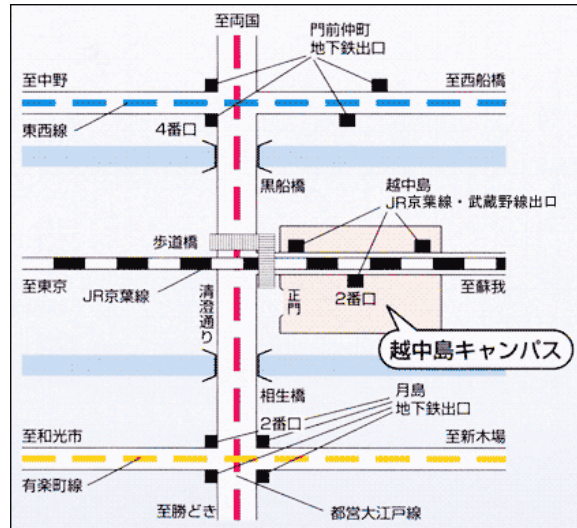 至両国
門前仲町
地下鉄出口
至中野
至西船橋
東西線
4番口
黒船橋
越中島
JR京葉線・武蔵野線出口
歩道橋
至東京
JR京葉線
清澄通り
正門
2番口
至蘇我
越中島キャンパス
相生橋
月島
地下鉄出口
2番口
至和光市
至新木場
有楽町線
至勝どき
都営大江戸線